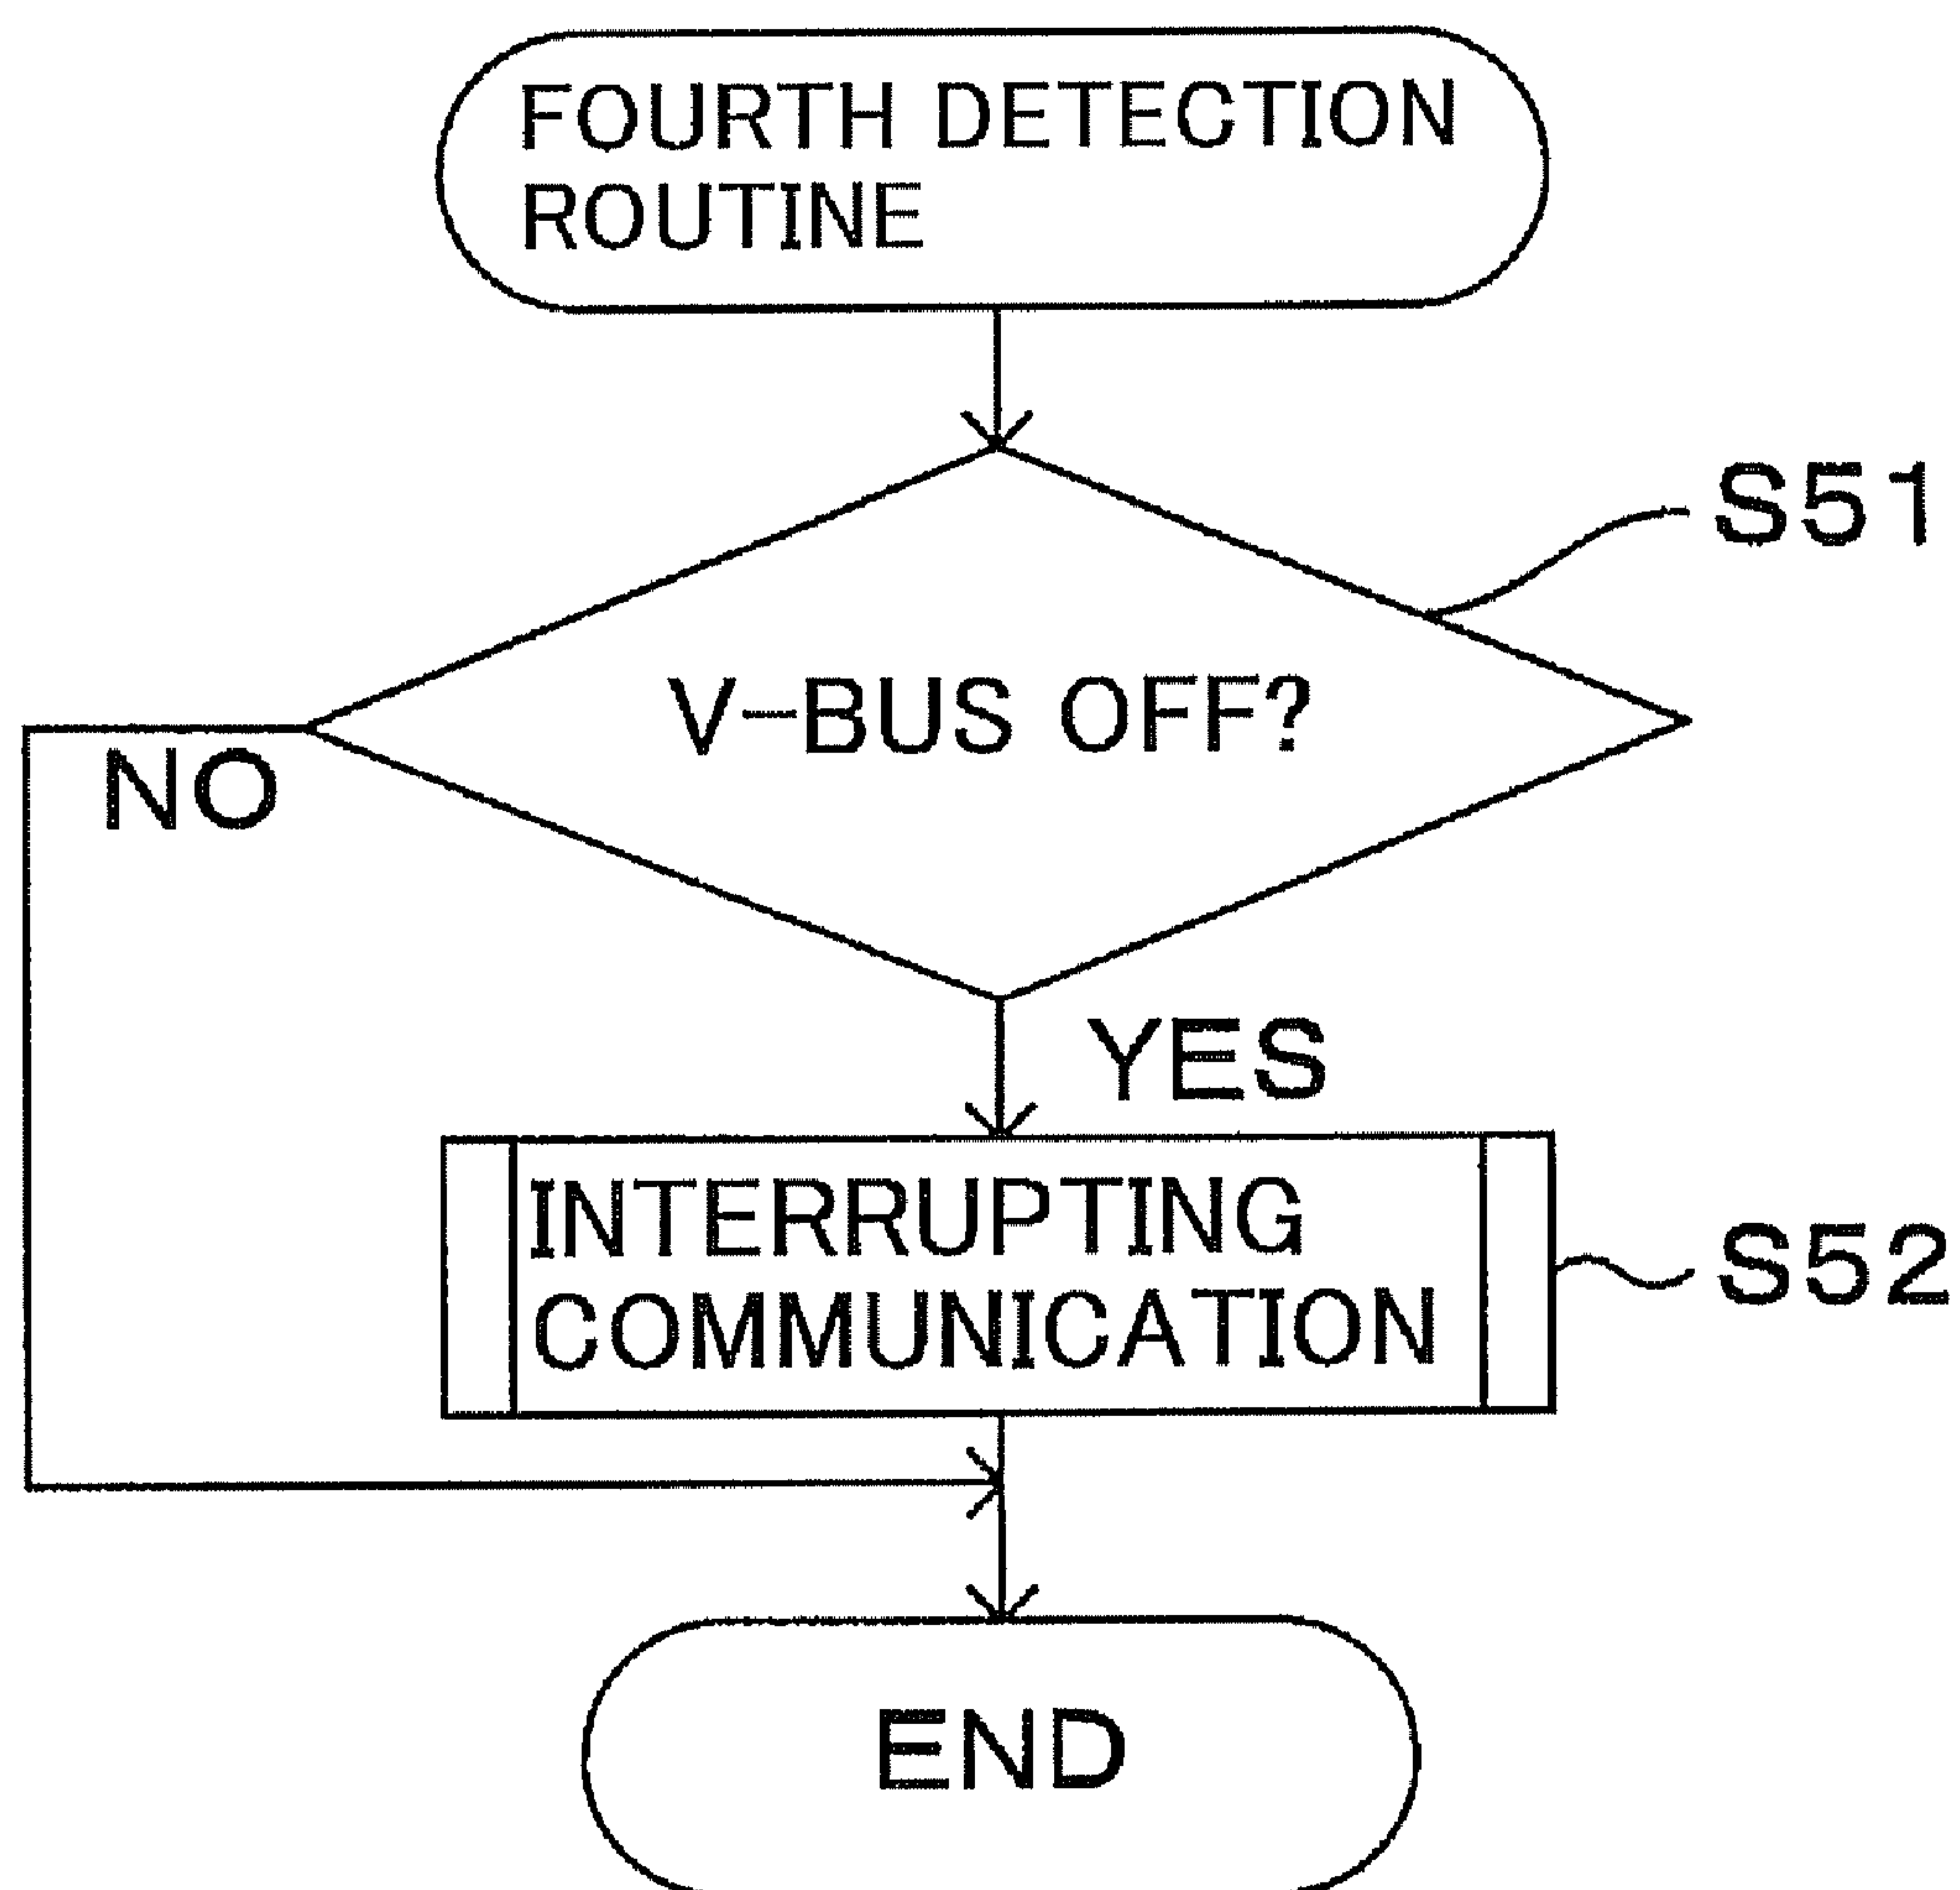 FOURTH DETECTION
ROUTINE
S51
V-BUS OFF?
NO
YES
INTERRUPTING
COMMUNICATION
S52
END